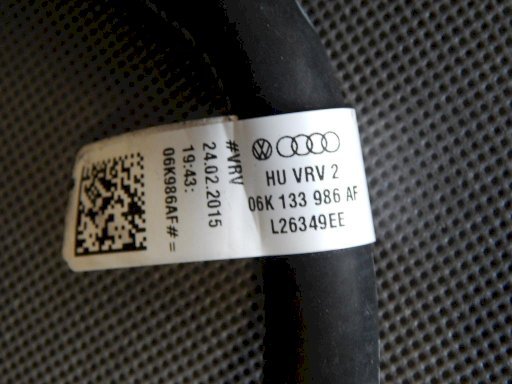 HU VRV 2
06K 133 986 AF
L26349EE
#VRV
24.02.2015
19:43:
06K986AF#=